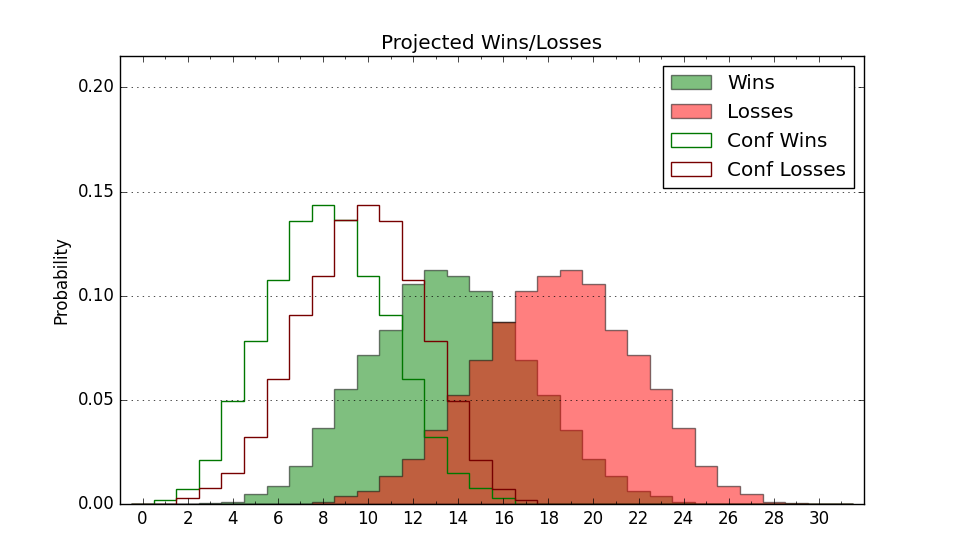 Projected Wins/Losses
0.20
0.15
0.10
0.05
0.00
Probability
Wins
Losses
Conf Wins
Conf Losses
0 2 4 6 8 10 12 14 16 18 20 22 24 26 28 30